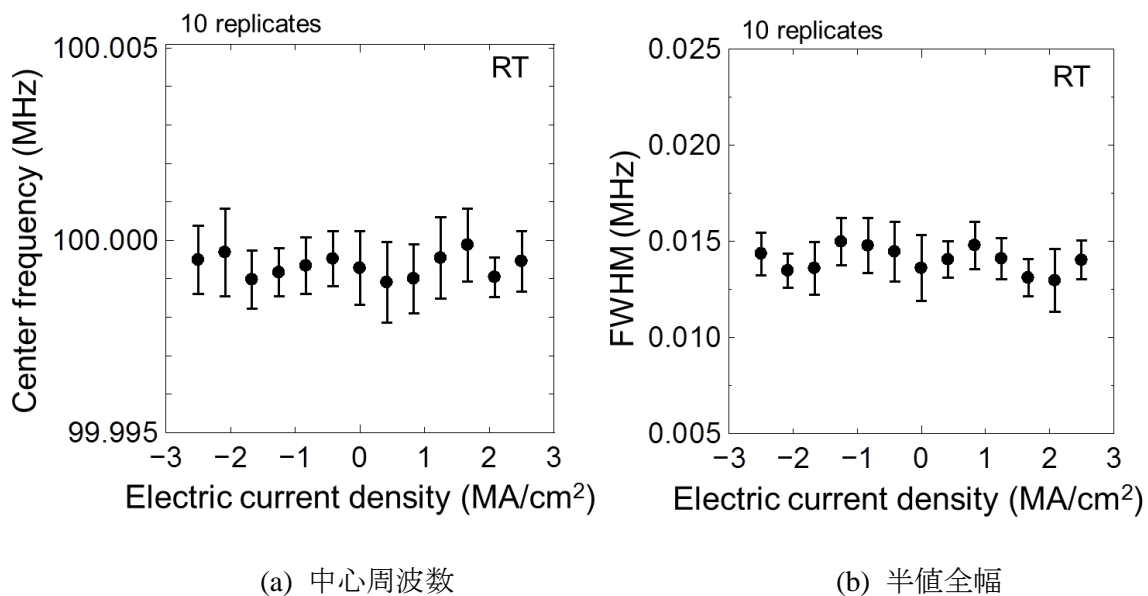 10 replicates
100.005
RT
100.000
99.995
Center frequency (MHz)
−3 −2 −1 0 1 2 3
Electric current density (MA/cm²)
(a) 中心周波数
10 replicates
0.025
RT
0.020
0.015
0.010
0.005
FWHM (MHz)
−3 −2 −1 0 1 2 3
Electric current density (MA/cm²)
(b) 半値全幅